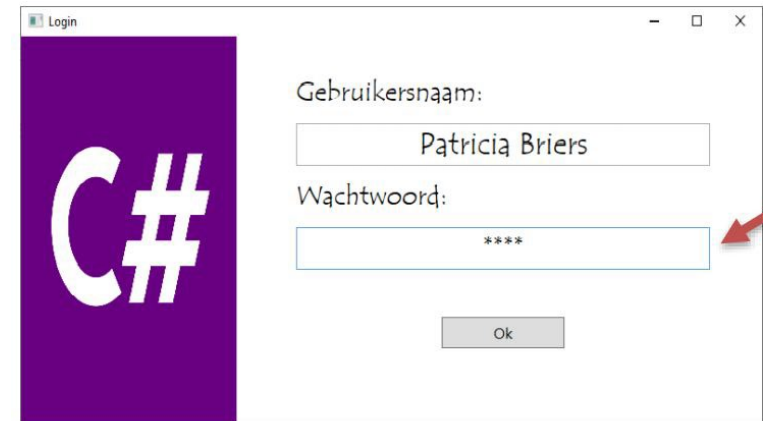 Login
C#
Gebruikersnaam:
Patricia Briers
Wachtwoord:
****
Ok